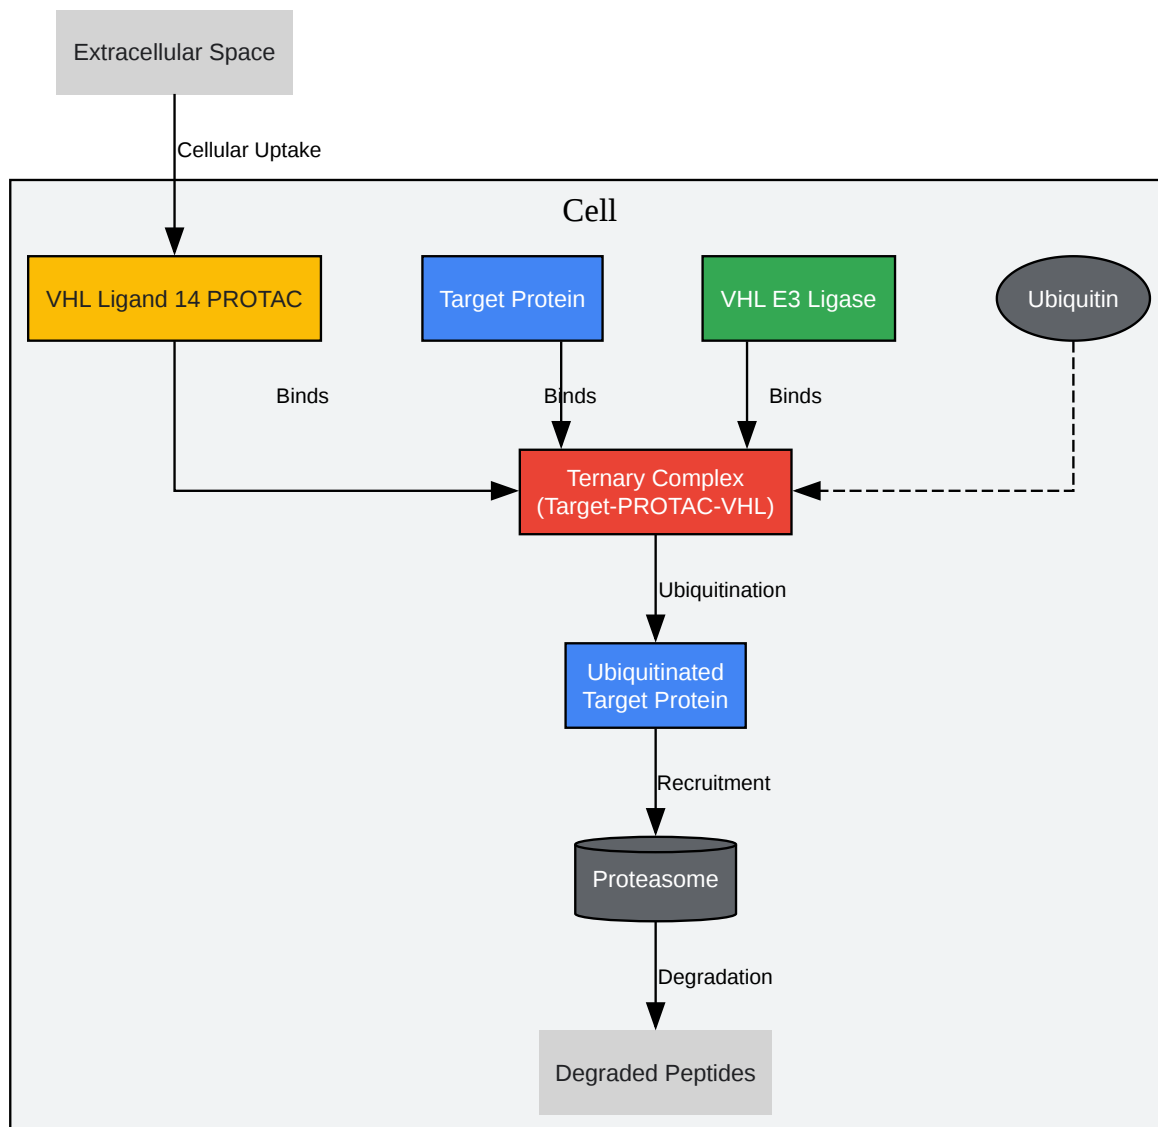 Extracellular Space
Cellular Uptake
Cell
VHL Ligand 14 PROTAC
Target Protein
VHL E3 Ligase
Ubiquitin
Binds
Binds
Binds
Ternary Complex
(Target-PROTAC-VHL)
Ubiquitination
Ubiquitinated
Target Protein
Recruitment
Proteasome
Degradation
Degraded Peptides